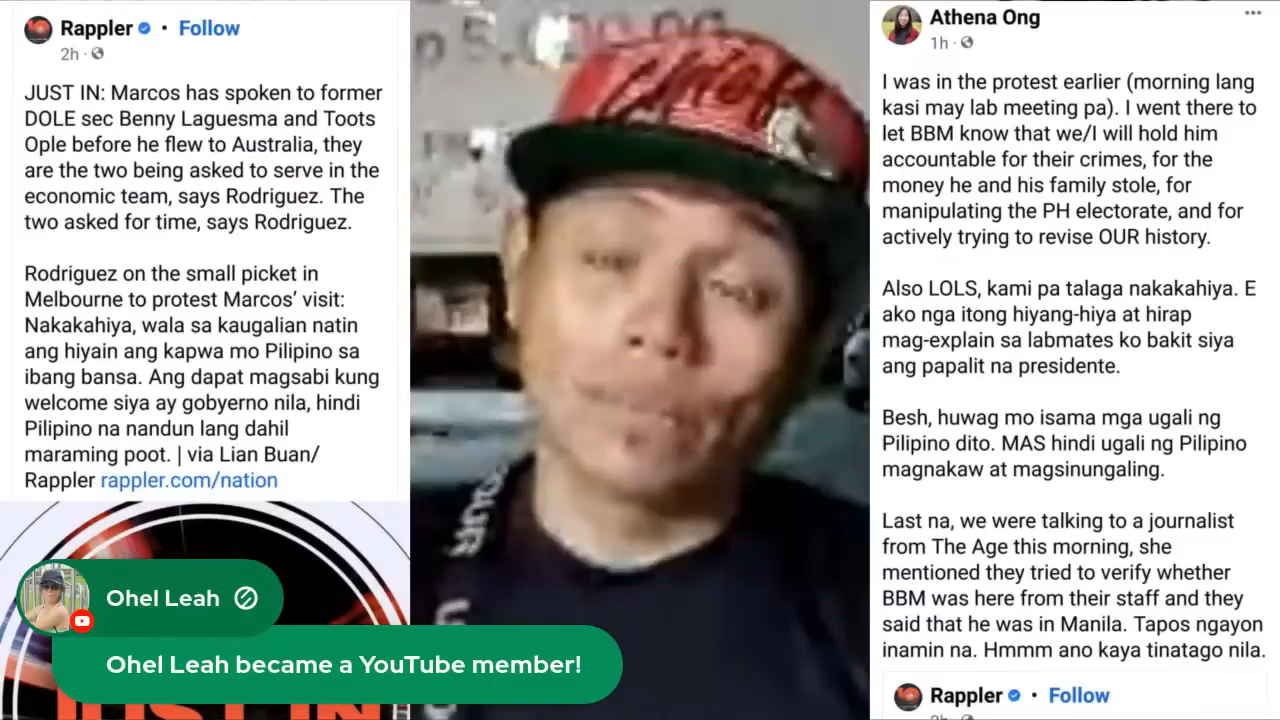 Rappler • Follow
2h ·
JUST IN: Marcos has spoken to former
DOLE sec Benny Laguesma and Toots
Ople before he flew to Australia, they
are the two being asked to serve in the
economic team, says Rodriguez. The
two asked for time, says Rodriguez.
Rodriguez on the small picket in
Melbourne to protest Marcos’ visit:
Nakakahiya, wala sa kaugalian natin
ang hiyain ang kapwa mo Pilipino sa
ibang bansa. Ang dapat magsabi kung
welcome siya ay gobyerno nila, hindi
Pilipino na nandun lang dahil
maraming poot. | via Lian Buan/
Rappler rappler.com/nation
JUST IN
Ohel Leah
Ohel Leah became a YouTube member!
Athena Ong
1h ·
I was in the protest earlier (morning lang
kasi may lab meeting pa). I went there to
let BBM know that we/I will hold him
accountable for their crimes, for the
money he and his family stole, for
manipulating the PH electorate, and for
actively trying to revise OUR history.
Also LOLS, kami pa talaga nakakahiya. E
ako nga itong hiyang-hiya at hirap
mag-explain sa labmates ko bakit siya
ang papalit na presidente.
Besh, huwag mo isama mga ugali ng
Pilipino dito. MAS hindi ugali ng Pilipino
magnakaw at magsinungaling.
Last na, we were talking to a journalist
from The Age this morning, she
mentioned they tried to verify whether
BBM was here from their staff and they
said that he was in Manila. Tapos ngayon
inamin na. Hmmm ano kaya tinatago nila.
Rappler • Follow